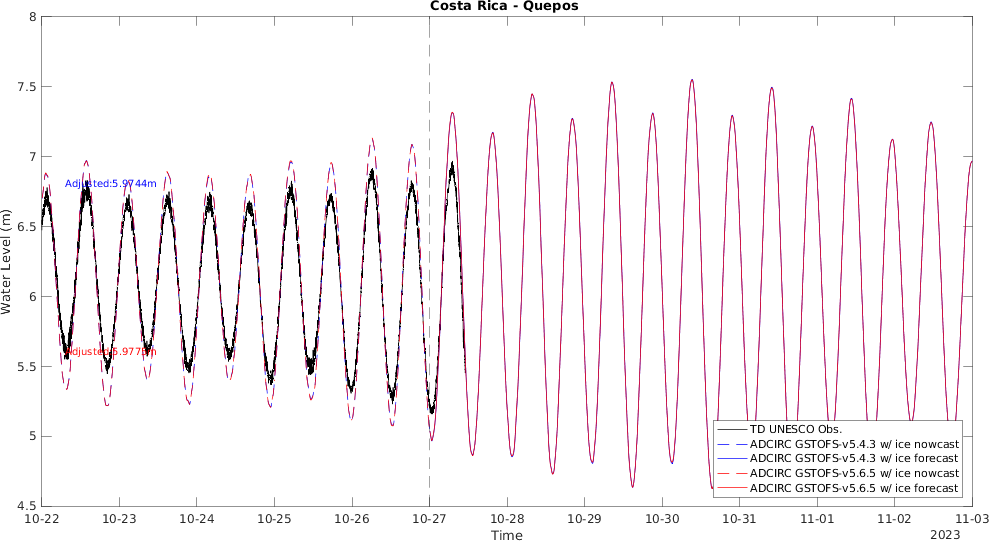 Costa Rica - Quepos
8
7.5
7
6.5
6
5.5
5
4.5
Water Level (m)
Adjusted:5.9744m
TD UNESCO Obs.
ADCIRC GSTOFS-v5.4.3 w/ ice nowcast
ADCIRC GSTOFS-v5.4.3 w/ ice forecast
ADCIRC GSTOFS-v5.6.5 w/ ice nowcast
ADCIRC GSTOFS-v5.6.5 w/ ice forecast
10-22 10-23 10-24 10-25 10-26 10-27 10-28 10-29 10-30 10-31 11-01 11-02 11-03
Time
2023